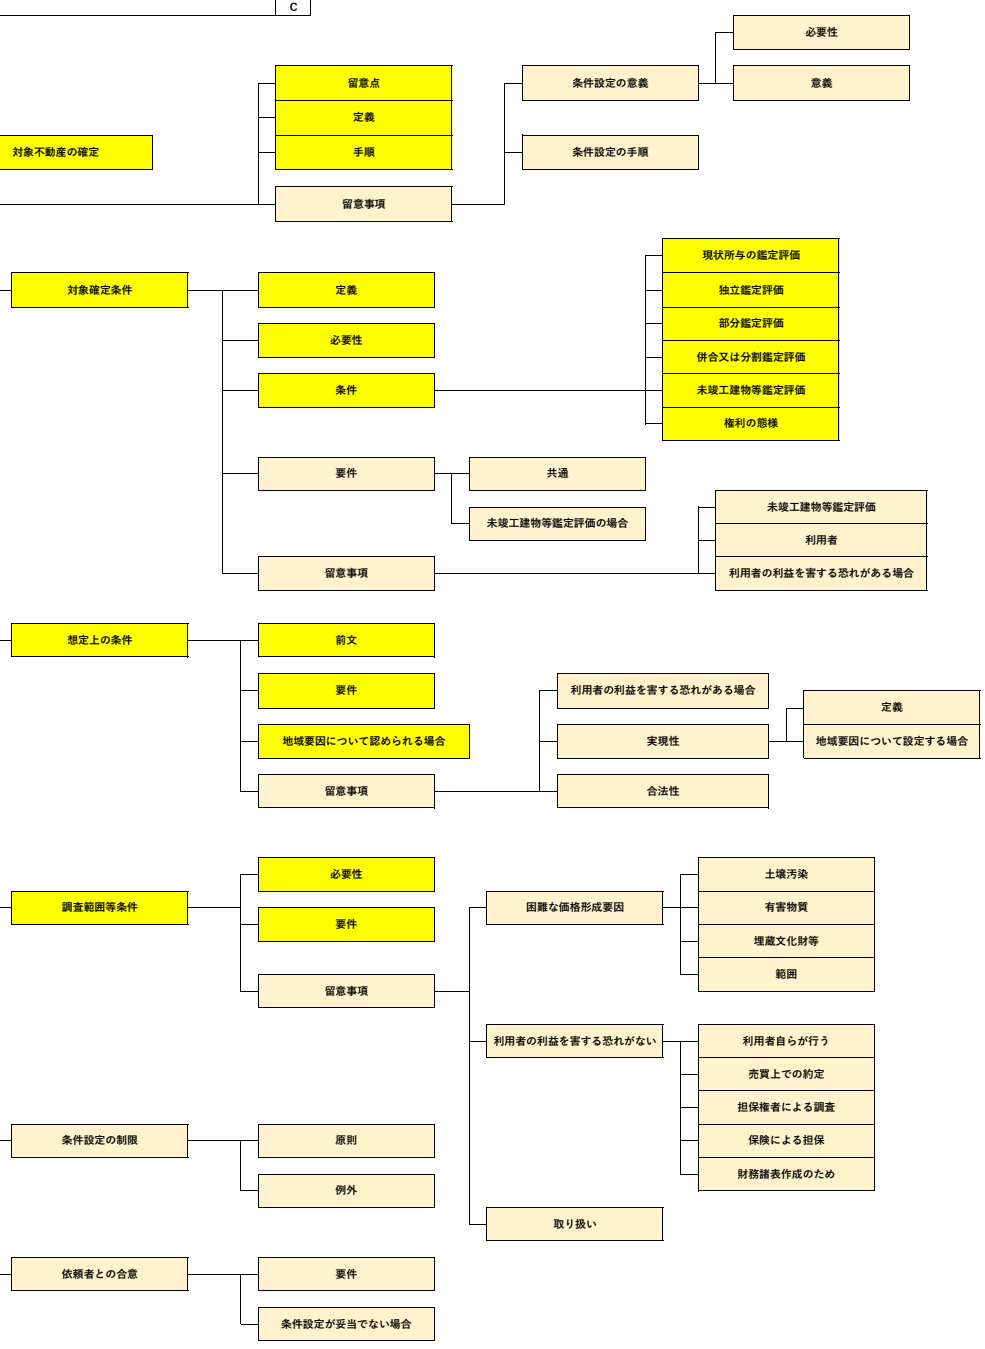 C
必要性
留意点
条件設定の意義
意義
定義
対象不動産の確定
手順
条件設定の手順
留意事項
現状所与の鑑定評価
対象確定条件
定義
独立鑑定評価
部分鑑定評価
必要性
併合又は分割鑑定評価
条件
未竣工建物等鑑定評価
権利の態様
要件
共通
未竣工建物等鑑定評価
未竣工建物等鑑定評価の場合
利用者
留意事項
利用者の利益を害する恐れがある場合
想定上の条件
前文
要件
利用者の利益を害する恐れがある場合
定義
地域要因について認められる場合
実現性
地域要因について設定する場合
留意事項
合法性
必要性
土壌汚染
調査範囲等条件
要件
困難な価格形成要因
有害物質
埋蔵文化財等
範囲
留意事項
利用者の利益を害する恐れがない
利用者自らが行う
売買上での約定
担保権者による調査
条件設定の制限
原則
保険による担保
財務諸表作成のため
例外
取り扱い
依頼者との合意
要件
条件設定が妥当でない場合